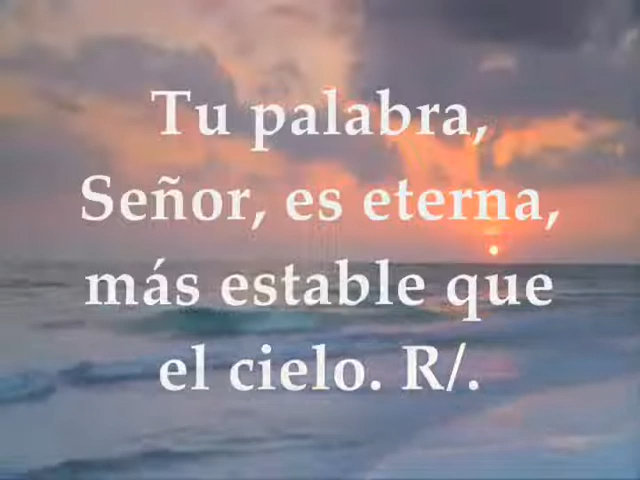 Tu palabra,
Señor, es eterna,
más estable que
el cielo. R/.